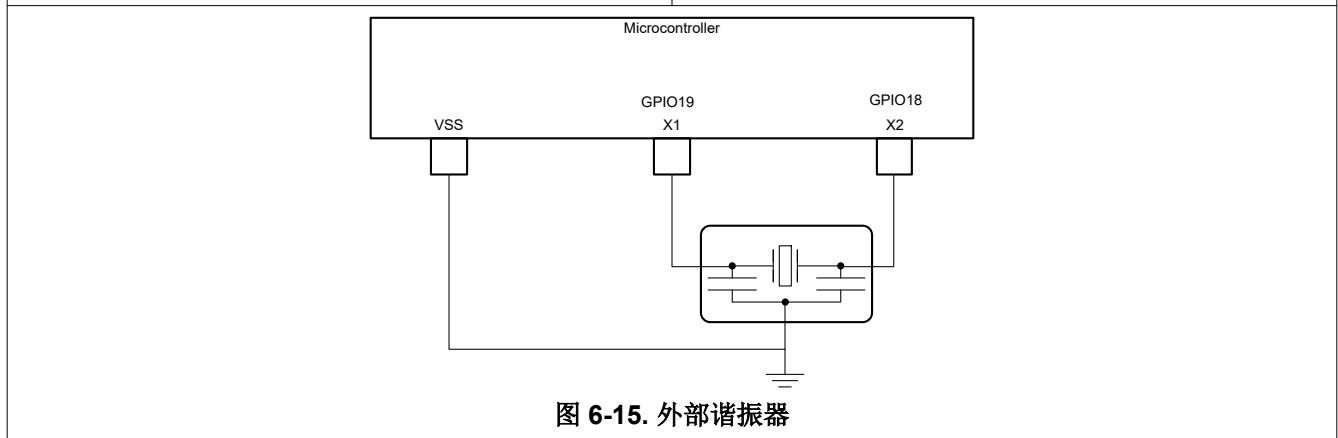 Microcontroller
GPIO19
GPIO18
VSS
X1
X2
图 6-15. 外部谐振器